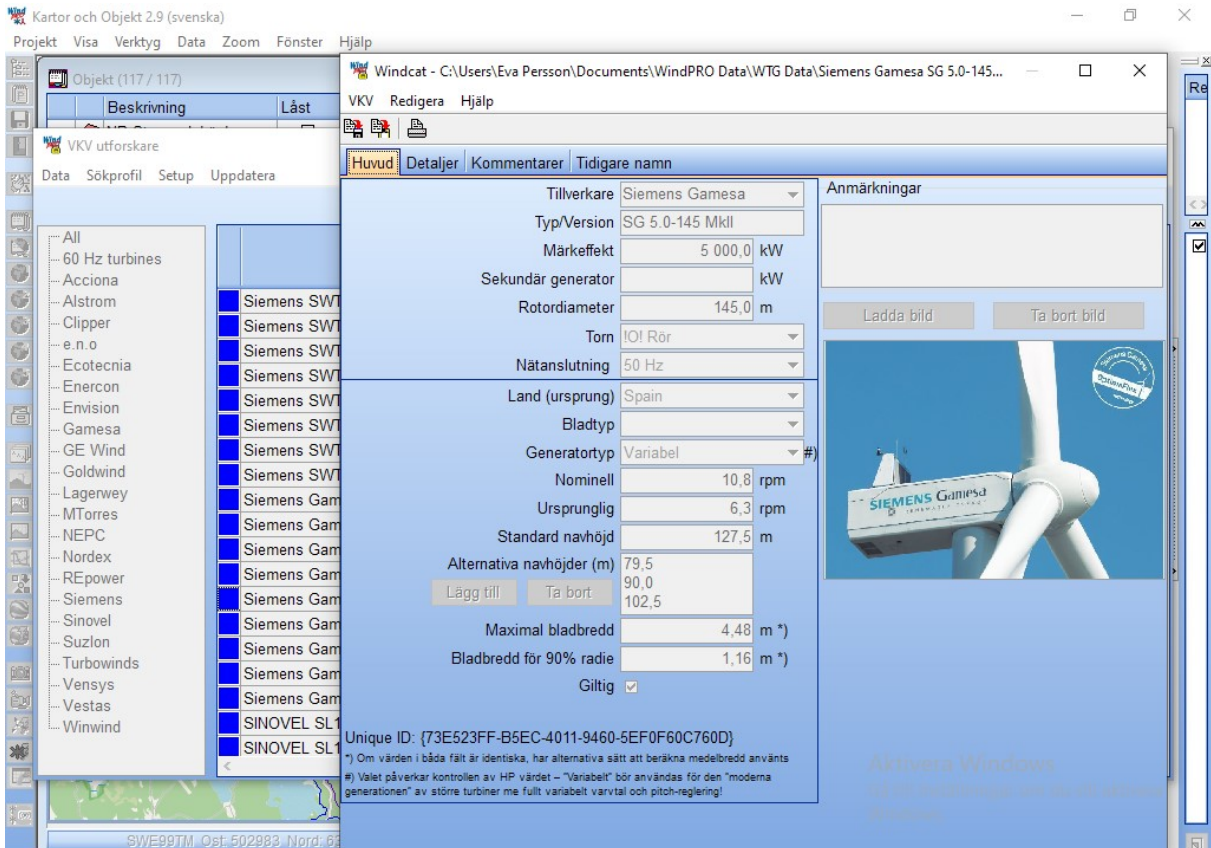 Kartor och Objekt 2.9 (svenska)
Projekt Visa Verktyg Data Zoom Fönster Hjälp
Objekt (117 / 117)
Beskrivning Låst
VKV utforskare
Data Sökprofil Setup Uppdatera
All
60 Hz turbines
Acciona
Alstrom
Clipper
e.n.o
Ecotecnia
Enercon
Envision
Gamesa
GE Wind
Goldwind
Lagerwey
MTorres
NEPC
Nordex
REpower
Siemens
Sinovel
Suzlon
Turbowinds
Vensys
Vestas
Winwind
Siemens SWT
Siemens SWT
Siemens SWT
Siemens SWT
Siemens SWT
Siemens SWT
Siemens SWT
Siemens SWT
Siemens Gam
Siemens Gam
Siemens Gam
Siemens Gam
Siemens Gam
Siemens Gam
Siemens Gam
Siemens Gam
Siemens Gam
SINOVEL SL1
SINOVEL SL1
SWE99TM Ost: 502983 Nord: 63
Windcat - C:\Users\Eva Persson\Documents\WindPRO Data\WTG Data\Siemens Gamesa SG 5.0-145...
VKV Redigera Hjälp
Huvud Detaljer Kommentarer Tidigare namn
Tillverkare Siemens Gamesa
Typ/Version SG 5.0-145 MkII
Märkeffekt 5 000,0 kW
Sekundär generator kW
Rotordiameter 145,0 m
Torn !O! Rör
Nätanslutning 50 Hz
Land (ursprung) Spain
Bladtyp
Generatortyp Variabel #)
Nominell 10,8 rpm
Ursprunglig 6,3 rpm
Standard navhöjd 127,5 m
Alternativa navhöjder (m) 79,5
90,0
102,5
Lägg till Ta bort
Maximal bladbredd 4,48 m *)
Bladbredd för 90% radie 1,16 m *)
Giltig
Unique ID: {73E523FF-B5EC-4011-9460-5EF0F60C760D}
*) Om värden i båda fält är identiska, har alternativa sätt att beräkna medelbredd använts
#) Valet påverkar kontrollen av HP värdet – "Variabelt" bör användas för den "moderna
generationen" av större turbiner me fullt variabelt varvtal och pitch-reglering!
Anmärkningar
Ladda bild Ta bort bild
Siemens Gamesa
OptimaFlex
SIEMENS Gamesa
Aktivera Windows
Re